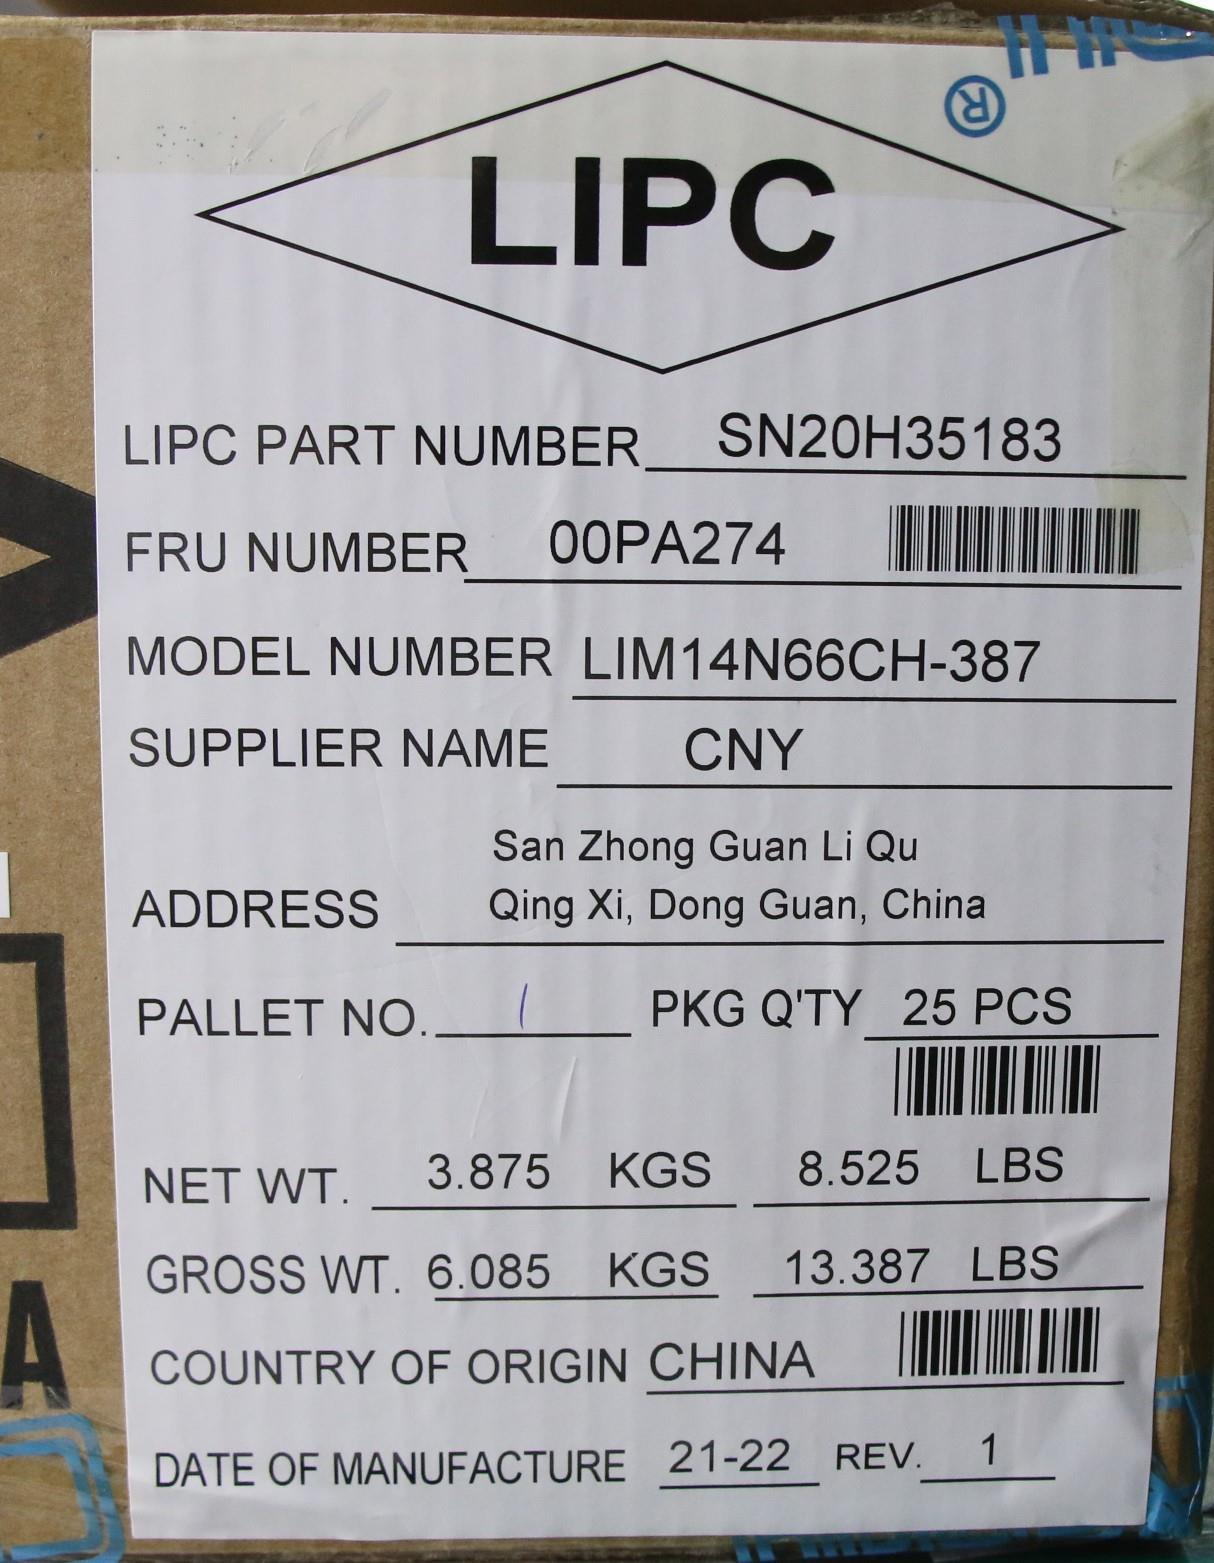 ®
LIPC
LIPC PART NUMBER SN20H35183
FRU NUMBER 00PA274
MODEL NUMBER LIM14N66CH-387
SUPPLIER NAME CNY
San Zhong Guan Li Qu
ADDRESS Qing Xi, Dong Guan, China
PALLET NO. 1 PKG Q'TY 25 PCS
NET WT. 3.875 KGS 8.525 LBS
GROSS WT. 6.085 KGS 13.387 LBS
COUNTRY OF ORIGIN CHINA
A
DATE OF MANUFACTURE 21-22 REV. 1